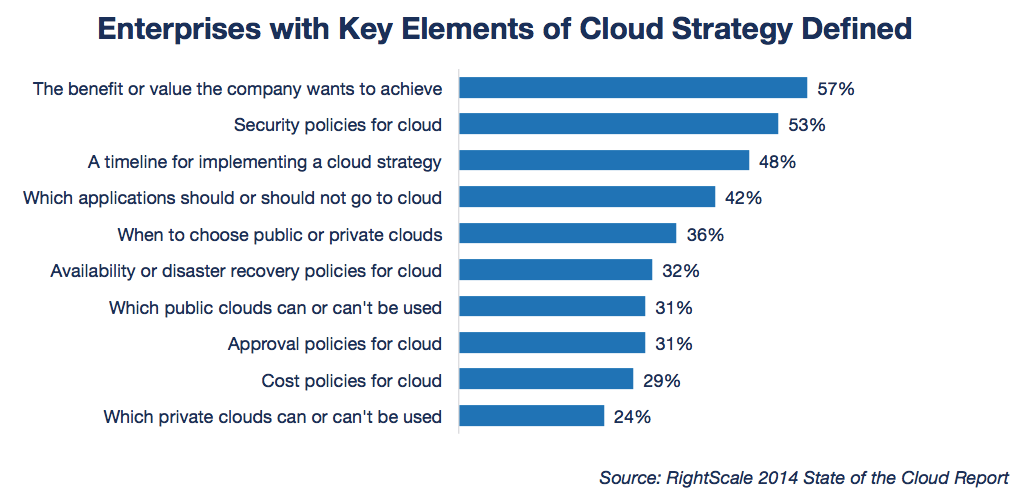 Enterprises with Key Elements of Cloud Strategy Defined
The benefit or value the company wants to achieve 57%
Security policies for cloud 53%
A timeline for implementing a cloud strategy 48%
Which applications should or should not go to cloud 42%
When to choose public or private clouds 36%
Availability or disaster recovery policies for cloud 32%
Which public clouds can or can't be used 31%
Approval policies for cloud 31%
Cost policies for cloud 29%
Which private clouds can or can't be used 24%
Source: RightScale 2014 State of the Cloud Report